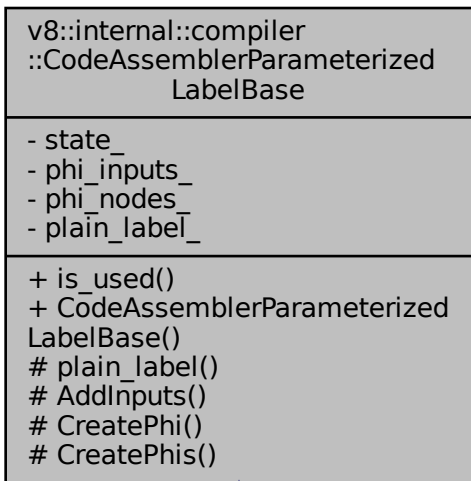 v8::internal::compiler
::CodeAssemblerParameterized
LabelBase
- state_
- phi_inputs_
- phi_nodes_
- plain_label_
+ is_used()
+ CodeAssemblerParameterized
LabelBase()
# plain_label()
# AddInputs()
# CreatePhi()
# CreatePhis()